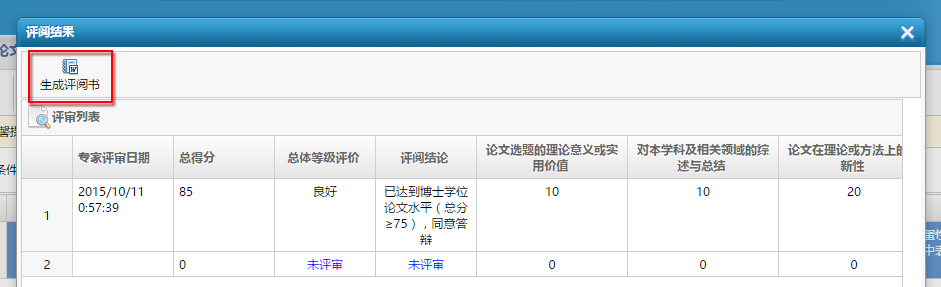 评阅结果
论文
生成评阅书
评审列表
专家评审日期 总得分 总体等级评价 评阅结论 论文选题的理论意义或实用价值 对本学科及相关领域的综述与总结 论文在理论或方法上的
新性
1 2015/10/11 0:57:39 85 良好 已达到博士学位论文水平（总分≥75），同意答辩 10 10 20
2 0 未评审 未评审 0 0 0
条件